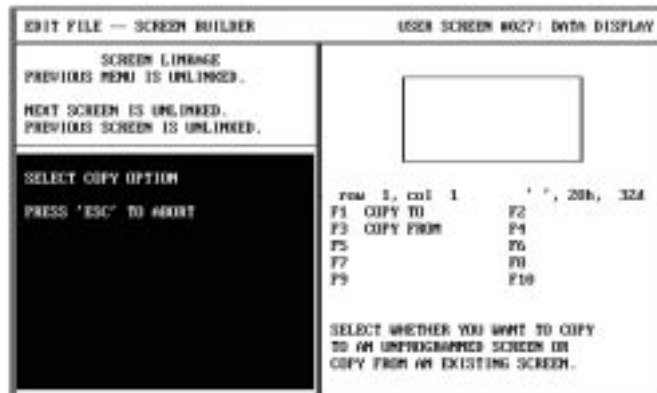 EDIT FILE -- SCREEN BUILDER
USER SCREEN #027: DATA DISPLAY
SCREEN LINKAGE
PREVIOUS MENU IS UNLINKED.
NEXT SCREEN IS UNLINKED.
PREVIOUS SCREEN IS UNLINKED.
SELECT COPY OPTION
PRESS 'ESC' TO ABORT
row 1, col 1 ' ', 20h, 32d
F1 COPY TO F2
F3 COPY FROM F4
F5 F6
F7 F8
F9 F10
SELECT WHETHER YOU WANT TO COPY
TO AN UNPROGRAMMED SCREEN OR
COPY FROM AN EXISTING SCREEN.